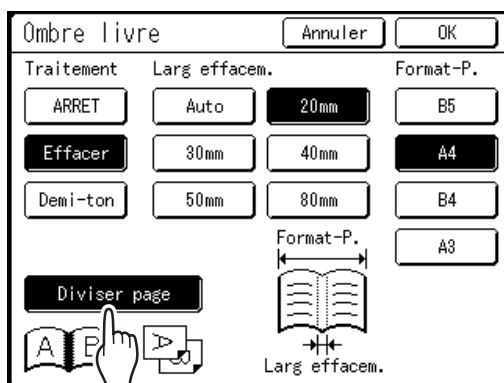 Ombre livre Annuler OK
Traitement Larg effacem. Format-P.
ARRET Auto 20mm B5
Effacer 30mm 40mm A4
Demi-ton 50mm 80mm B4
Format-P. A3
Diviser page
A B A B
Larg effacem.